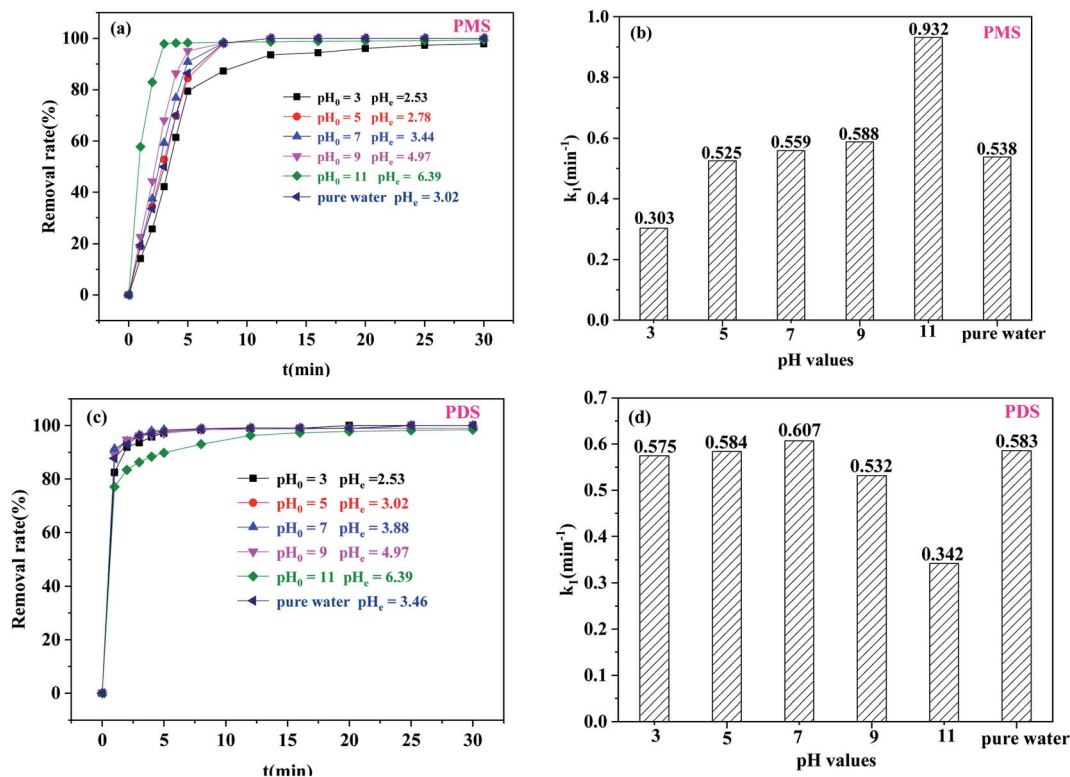 (a)
PMS
Removal rate(%)
100
80
60
40
20
0
pH₀ = 3 pHₑ =2.53
pH₀ = 5 pHₑ = 2.78
pH₀ = 7 pHₑ = 3.44
pH₀ = 9 pHₑ =4.97
pH₀ = 11 pHₑ = 6.39
pure water pHₑ = 3.02
0 5 10 15 20 25 30
t(min)
(b)
PMS
k₁(min⁻¹)
1.0
0.8
0.6
0.4
0.2
0.0
0.303
0.525
0.559
0.588
0.932
0.538
3 5 7 9 11 pure water
pH values
(c)
PDS
Removal rate(%)
100
80
60
40
20
0
pH₀ = 3 pHₑ =2.53
pH₀ = 5 pHₑ = 3.02
pH₀ = 7 pHₑ = 3.88
pH₀ = 9 pHₑ = 4.97
pH₀ = 11 pHₑ = 6.39
pure water pHₑ = 3.46
0 5 10 15 20 25 30
t(min)
(d)
PDS
k₁(min⁻¹)
0.7
0.6
0.5
0.4
0.3
0.2
0.1
0.0
0.575
0.584
0.607
0.532
0.342
0.583
3 5 7 9 11 pure water
pH values